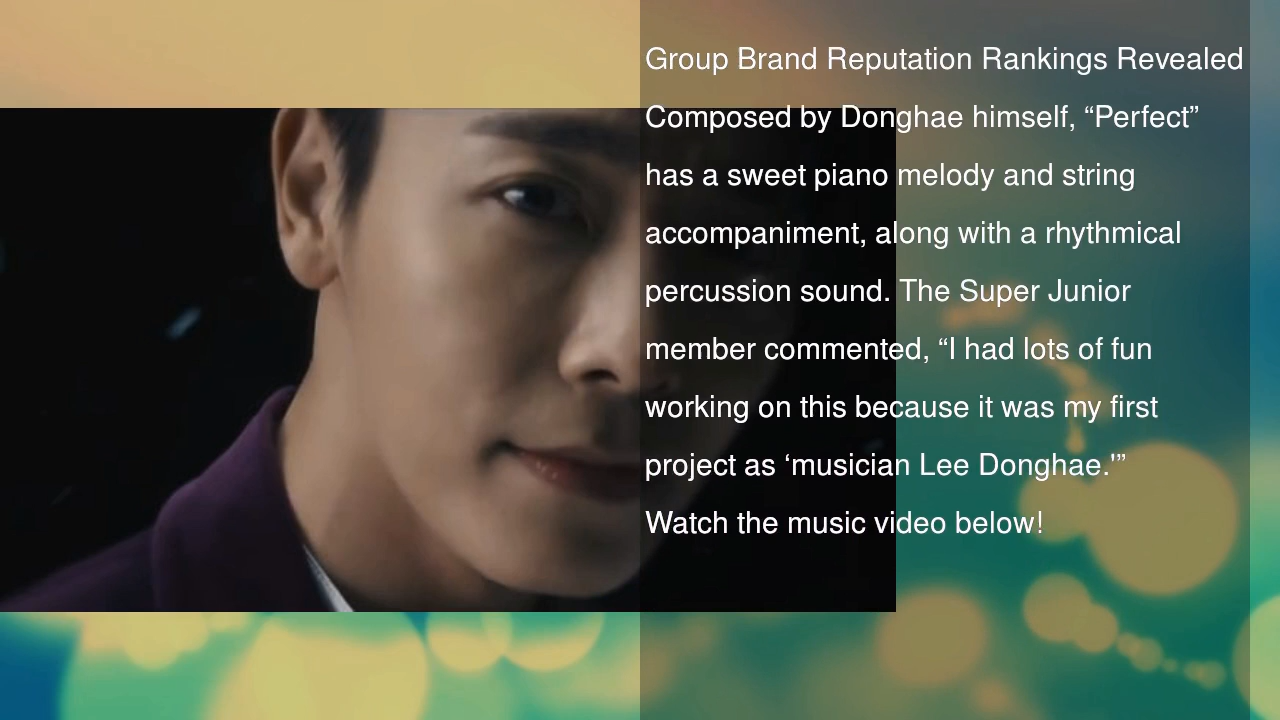 Group Brand Reputation Rankings Revealed
Composed by Donghae himself, “Perfect”
has a sweet piano melody and string
accompaniment, along with a rhythmical
percussion sound. The Super Junior
member commented, “I had lots of fun
working on this because it was my first
project as ‘musician Lee Donghae.'”
Watch the music video below!